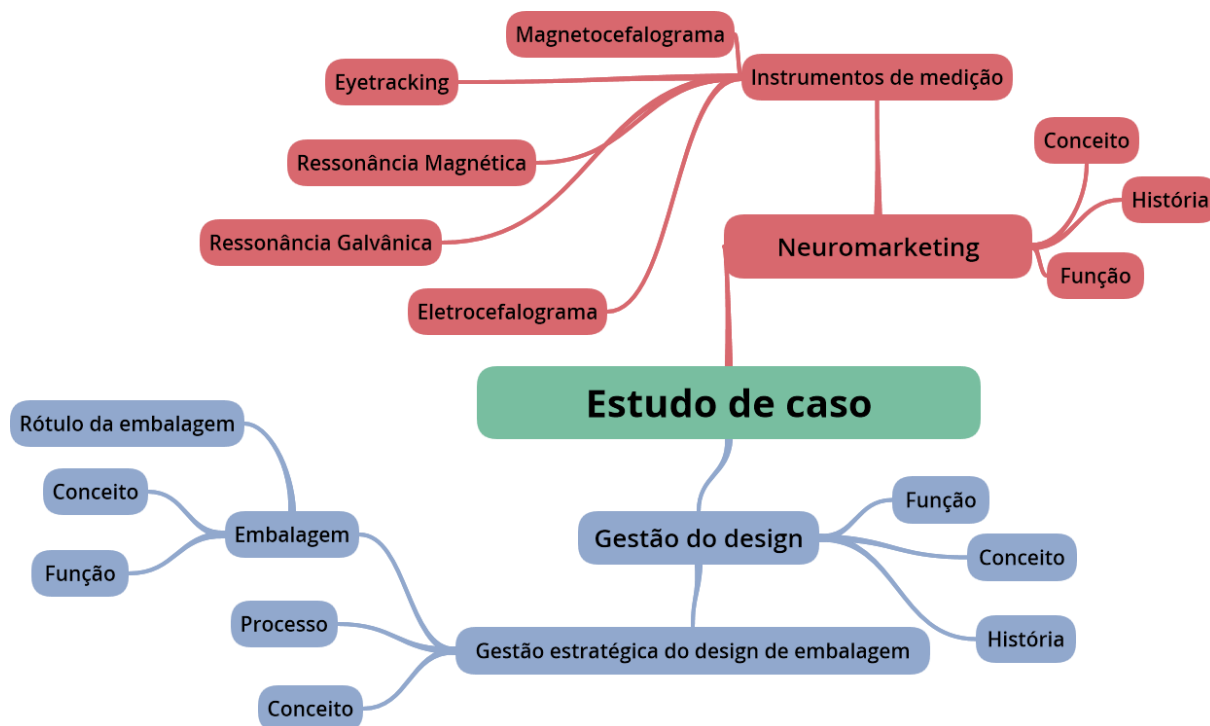 Magnetocefalograma
Instrumentos de medição
Eyetracking
Conceito
Ressonância Magnética
História
Ressonância Galvânica
Neuromarketing
Função
Eletrocefalograma
Estudo de caso
Rótulo da embalagem
Conceito
Função
Embalagem
Gestão do design
Conceito
Função
Processo
História
Gestão estratégica do design de embalagem
Conceito